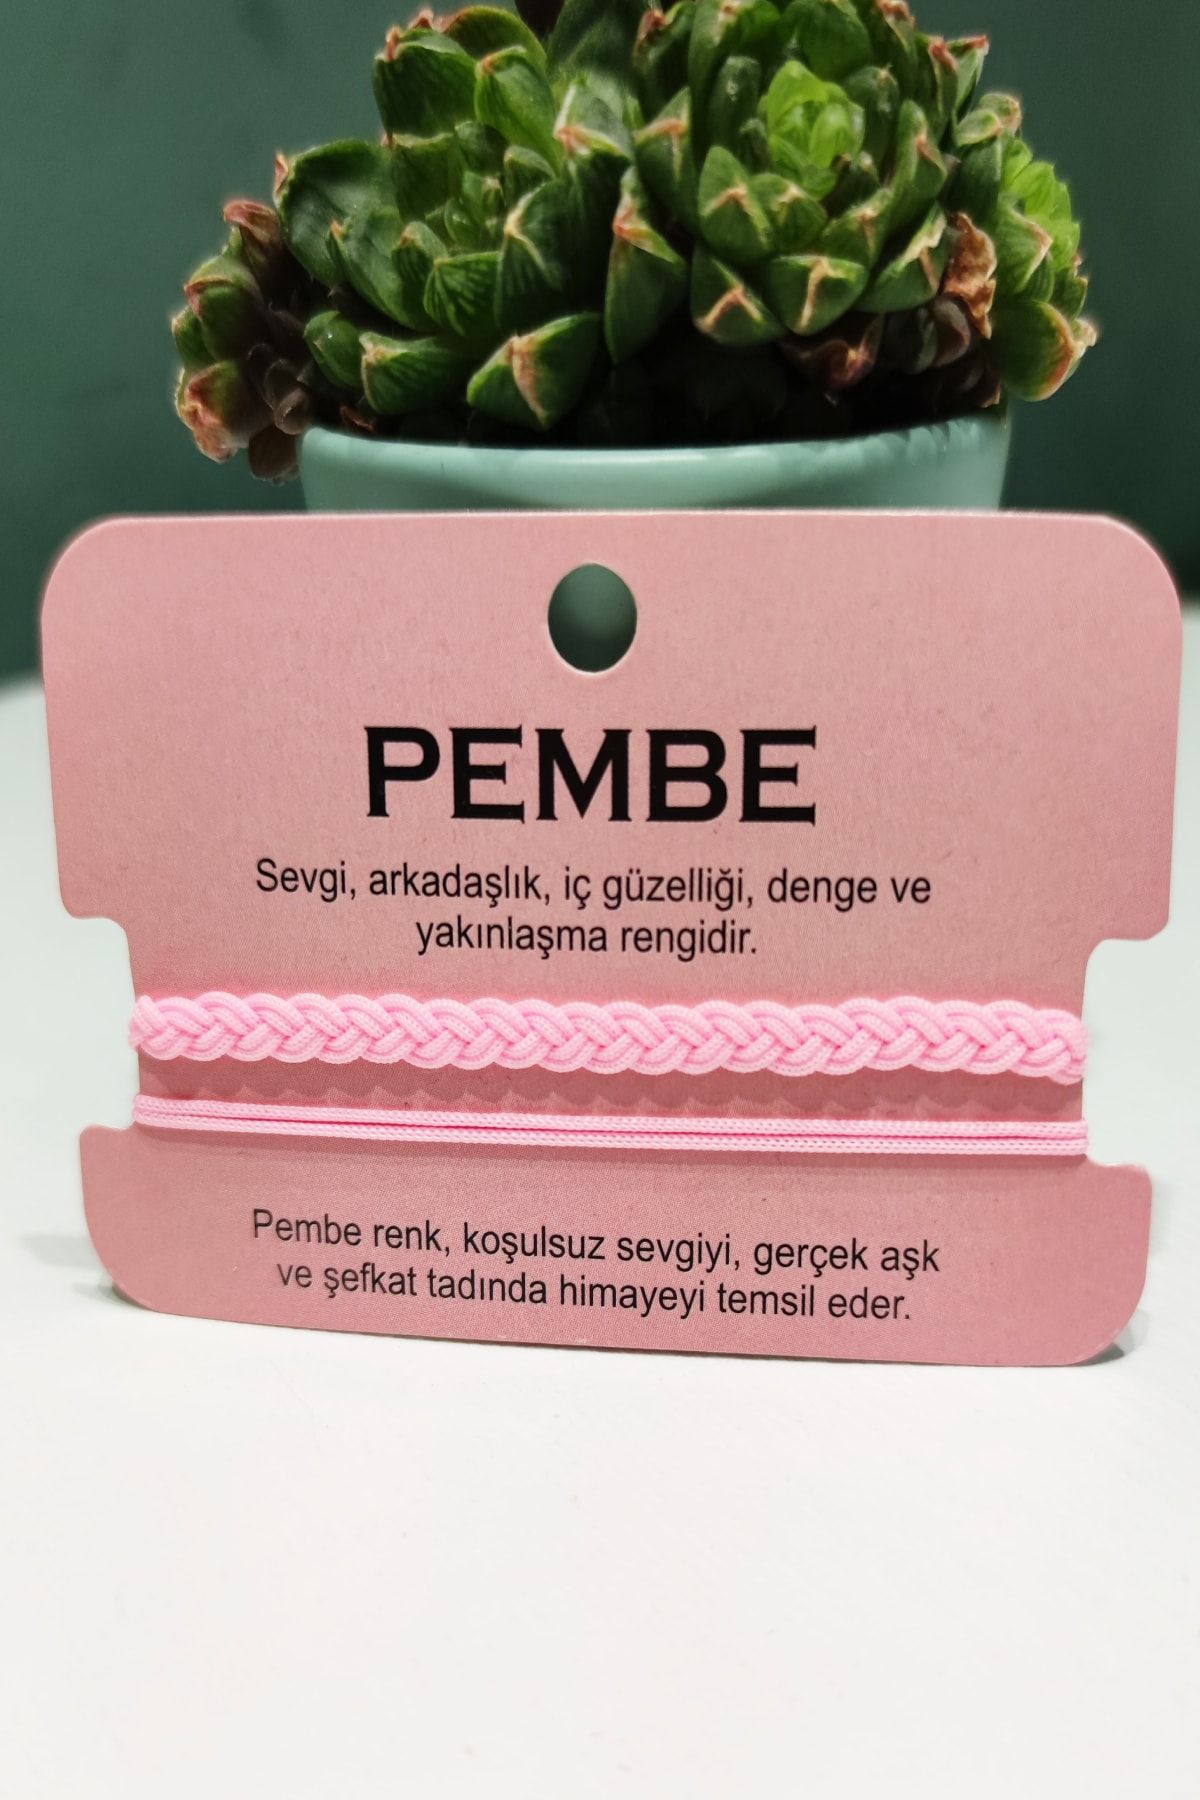 PEMBE
Sevgi, arkadaşlık, iç güzelliği, denge ve
yakınlaşma rengidir.
Pembe renk, koşulsuz sevgiyi, gerçek aşk
ve şefkat tadında himayeyi temsil eder.